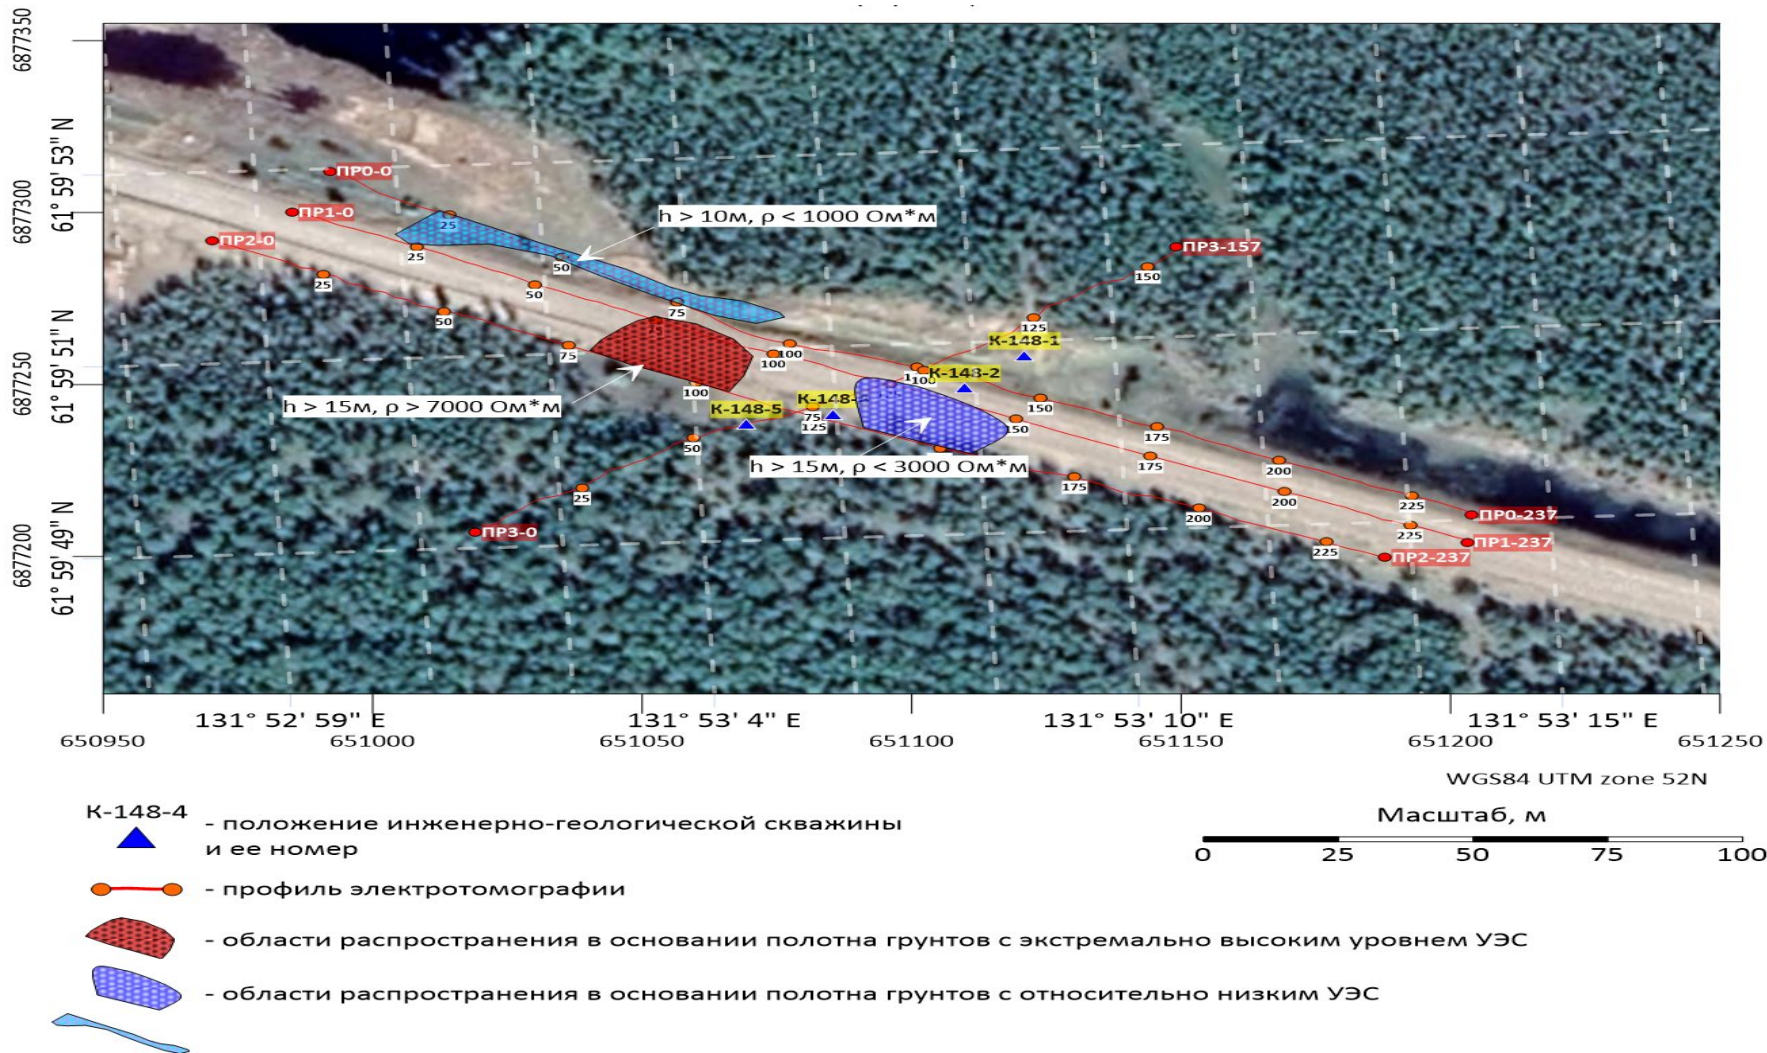 6877350
61° 59' 53" N
6877300
61° 59' 51" N
6877250
61° 59' 49" N
6877200
ПР0-0
ПР1-0
ПР2-0
25
25
25
50
50
50
75
75
h > 10м, ρ < 1000 Ом*м
ПР3-157
150
125
К-148-1
100
100
100
К-148-2
h > 15м, ρ > 7000 Ом*м
К-148-5
К-148-
75
125
50
25
ПР3-0
150
150
h > 15м, ρ < 3000 Ом*м
175
175
175
200
200
200
225
225
225
ПР0-237
ПР1-237
ПР2-237
131° 52' 59" E
131° 53' 4" E
131° 53' 10" E
131° 53' 15" E
650950
651000
651050
651100
651150
651200
651250
WGS84 UTM zone 52N
К-148-4
- положение инженерно-геологической скважины
и ее номер
- профиль электротомографии
- области распространения в основании полотна грунтов с экстремально высоким уровнем УЭС
- области распространения в основании полотна грунтов с относительно низким УЭС
Масштаб, м
0 25 50 75 100